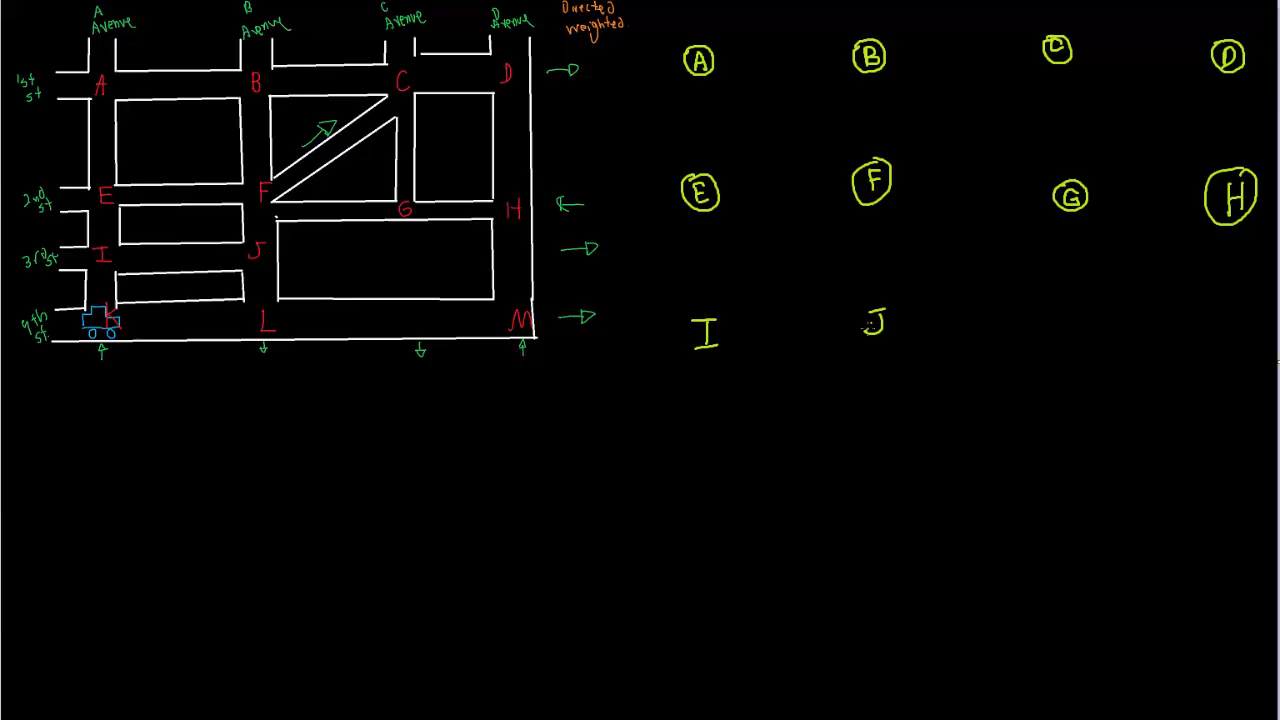 A Avenue
B Avenue
C Avenue
D Avenue
Directed
weighted
1st st
A B C D
2nd st
E F G H
3rd st
I J
4th st
K L M
A B C D
E F G H
I J